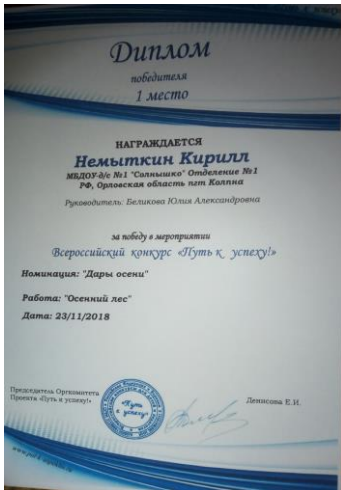 Диплом
победителя
1 место
НАГРАЖДАЕТСЯ
Немыткин Кирилл
МБДОУ-д/с №1 "Солнышко" Отделение №1
РФ, Орловская область пгт Колпна
Руководитель: Беликова Юлия Александровна
за победу в мероприятии
Всероссийский конкурс «Путь к успеху!»
Номинация: "Дары осени"
Работа: "Осенний лес"
Дата: 23/11/2018
Председатель Оргкомитета
Проекта «Путь к успеху!»
«Путь
к успеху!»
Денисова Е.И.